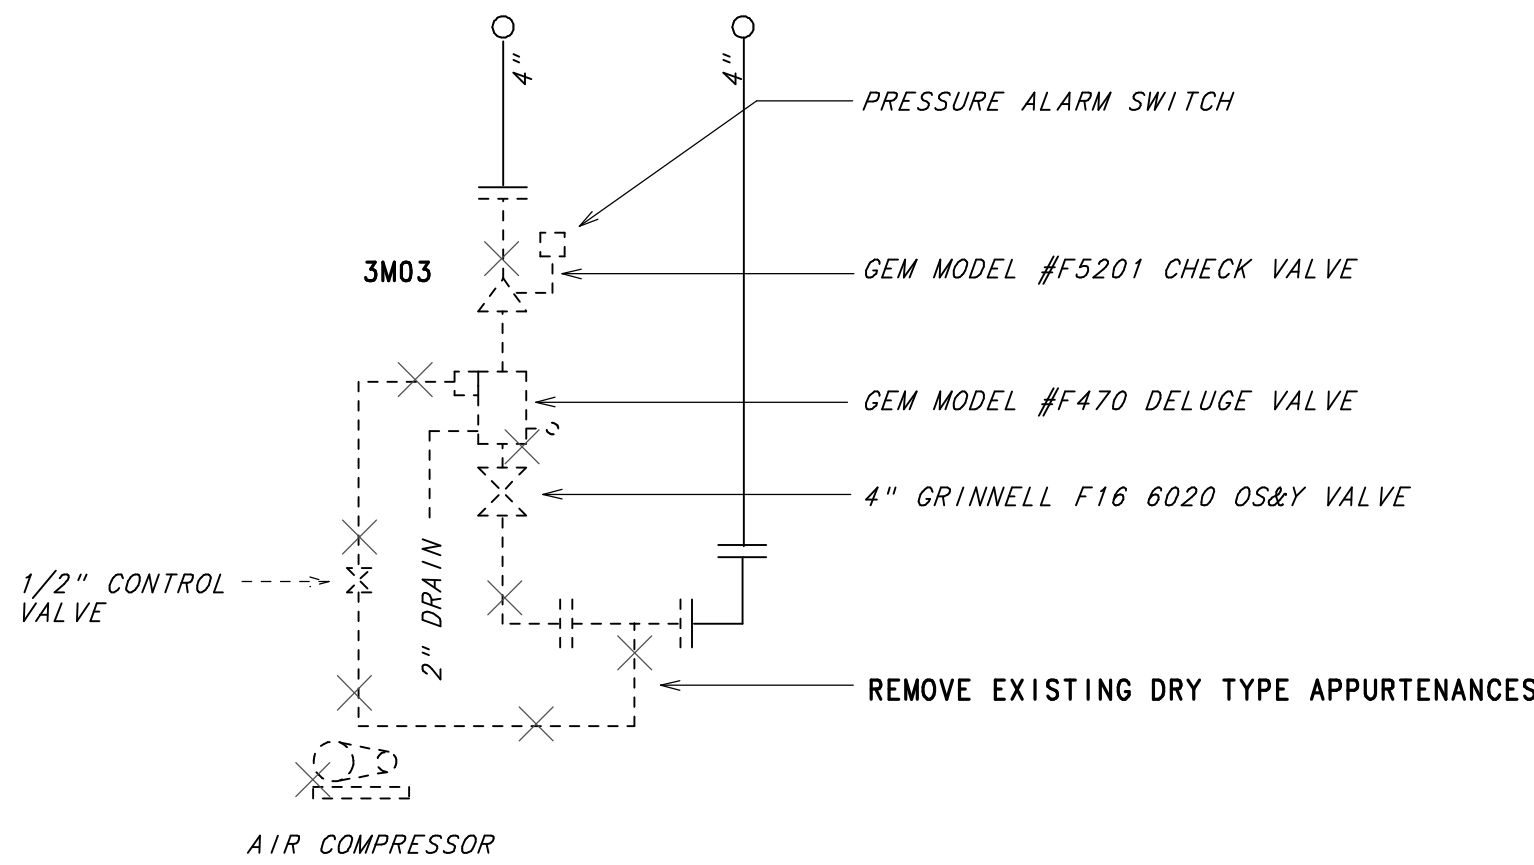 4"
4"
PRESSURE ALARM SWITCH
3M03
GEM MODEL #F5201 CHECK VALVE
GEM MODEL #F470 DELUGE VALVE
4" GRINNELL F16 6020 OS&Y VALVE
1/2" CONTROL
VALVE
2" DRAIN
REMOVE EXISTING DRY TYPE APPURTENANCES
AIR COMPRESSOR